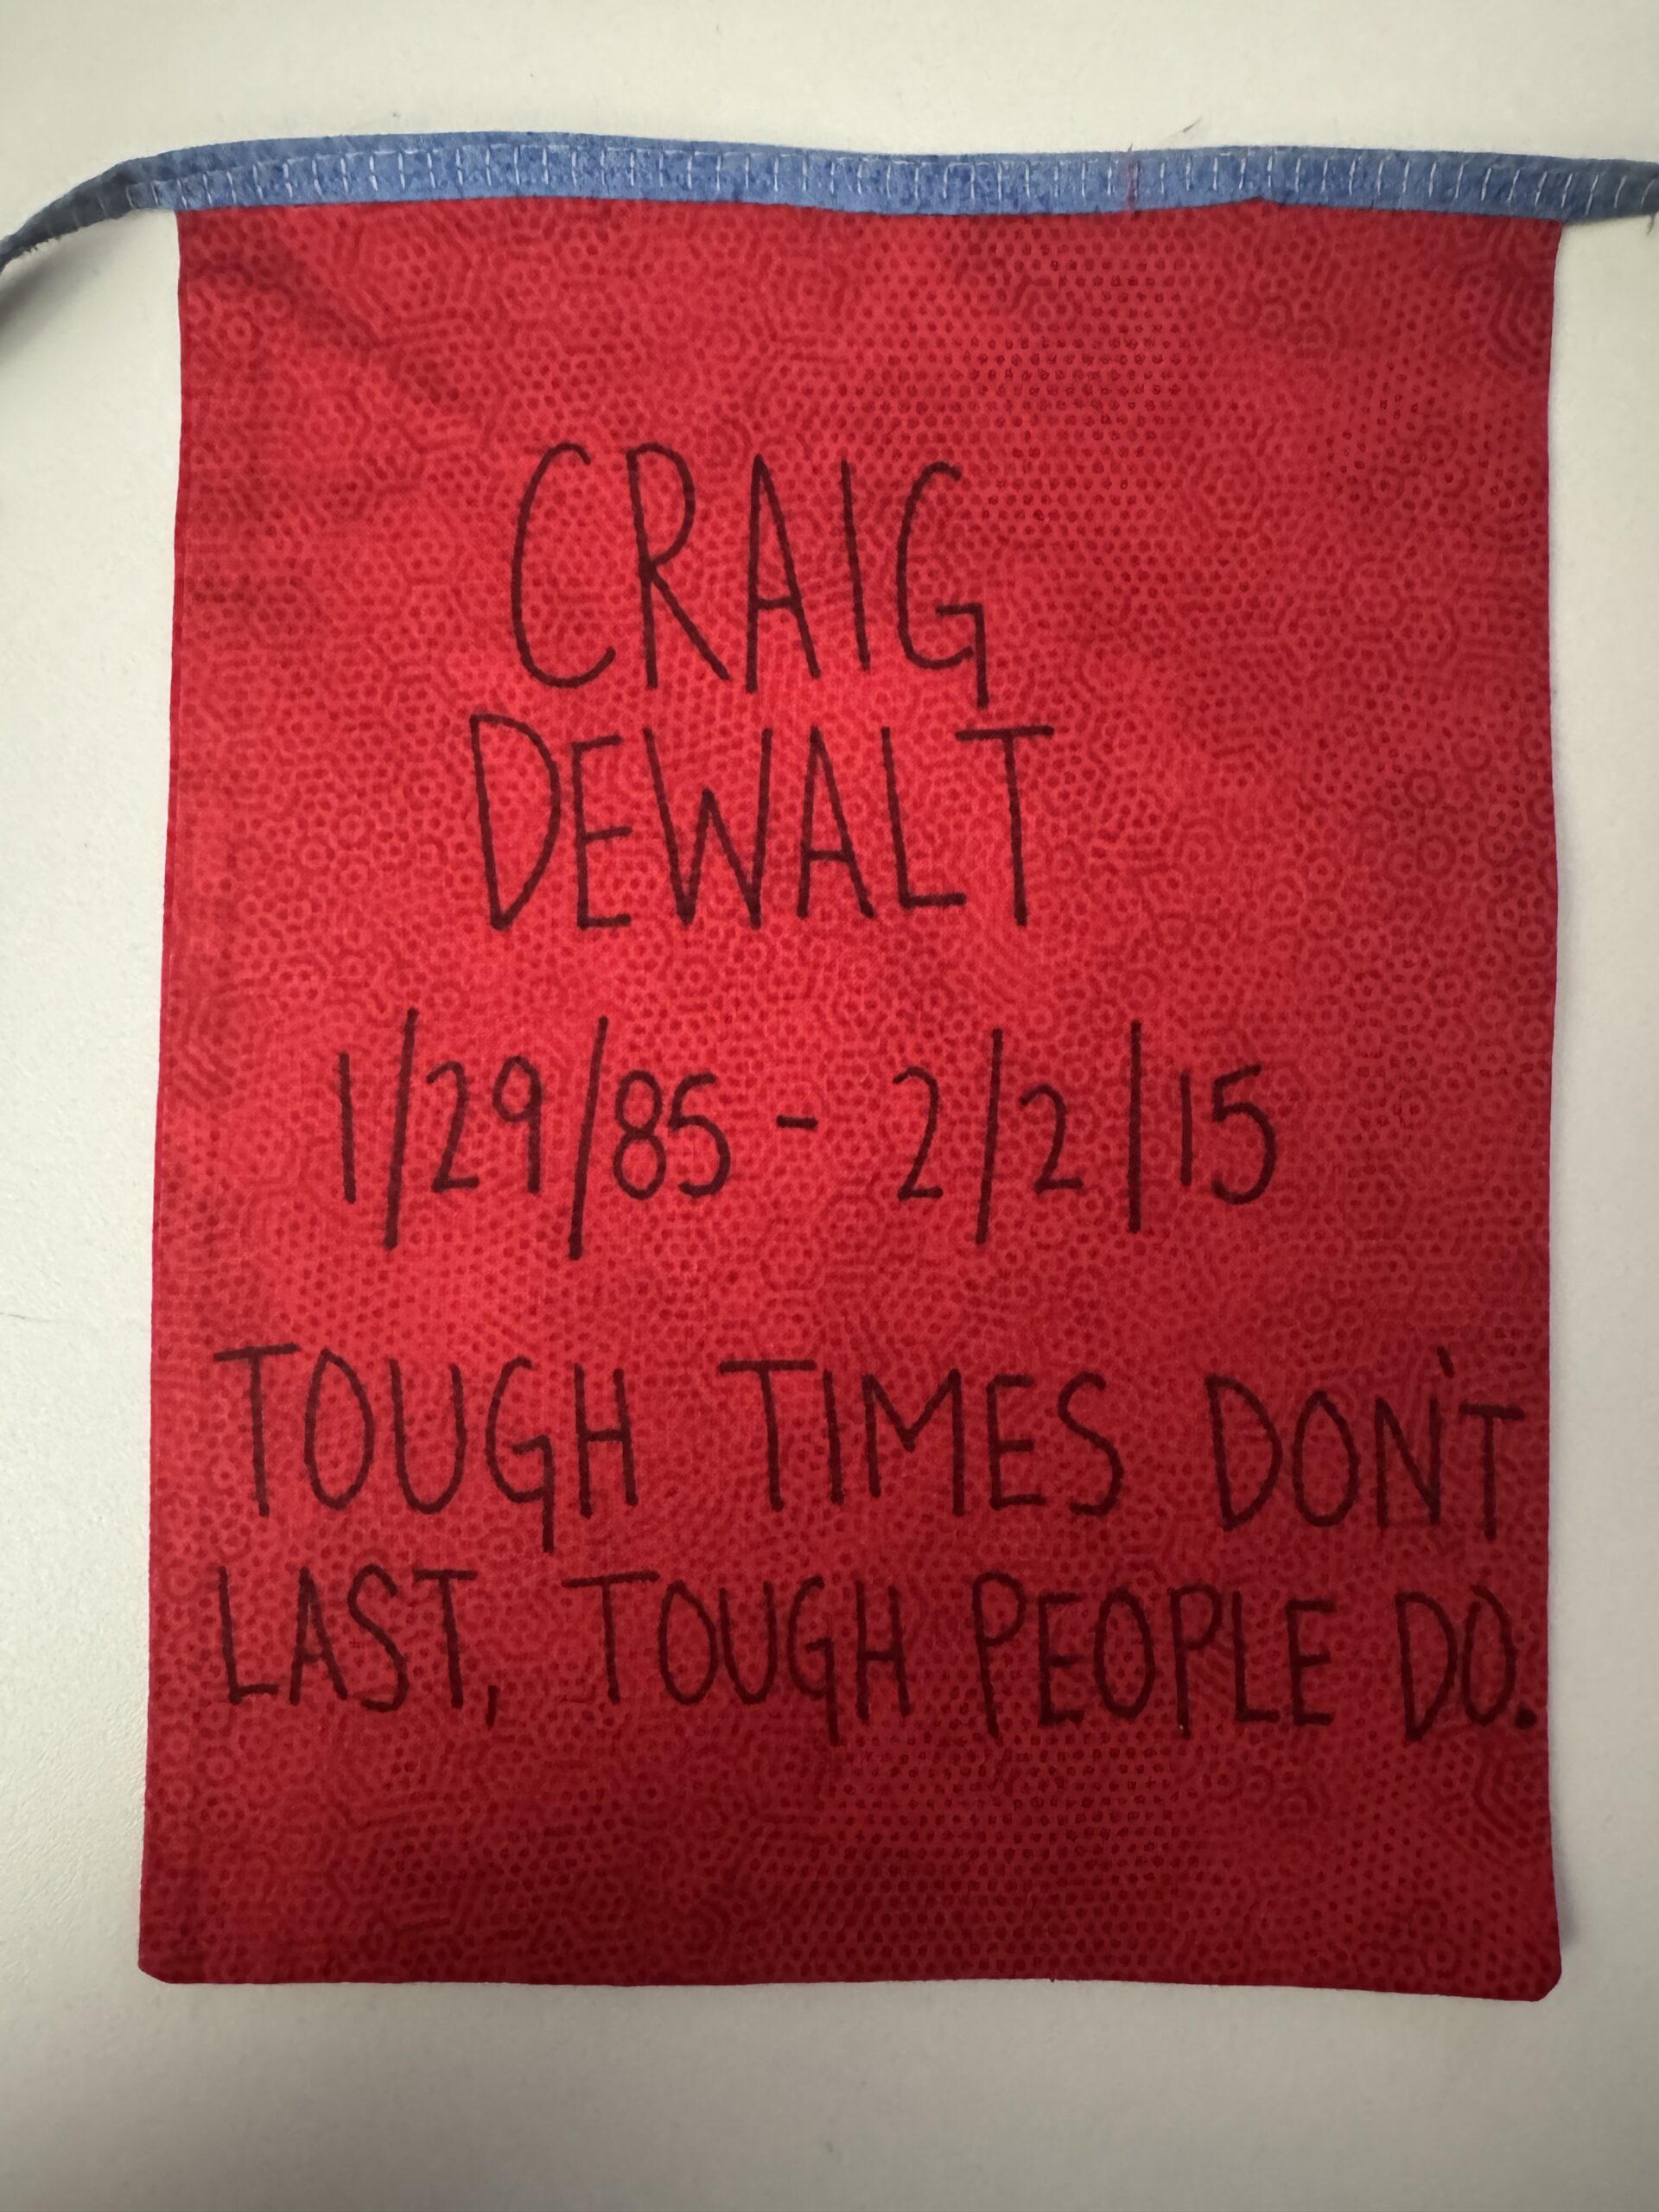 CRAIG
DEWALT
1/29/85 - 2/2/15
TOUGH TIMES DON'T
LAST, TOUGH PEOPLE DO.